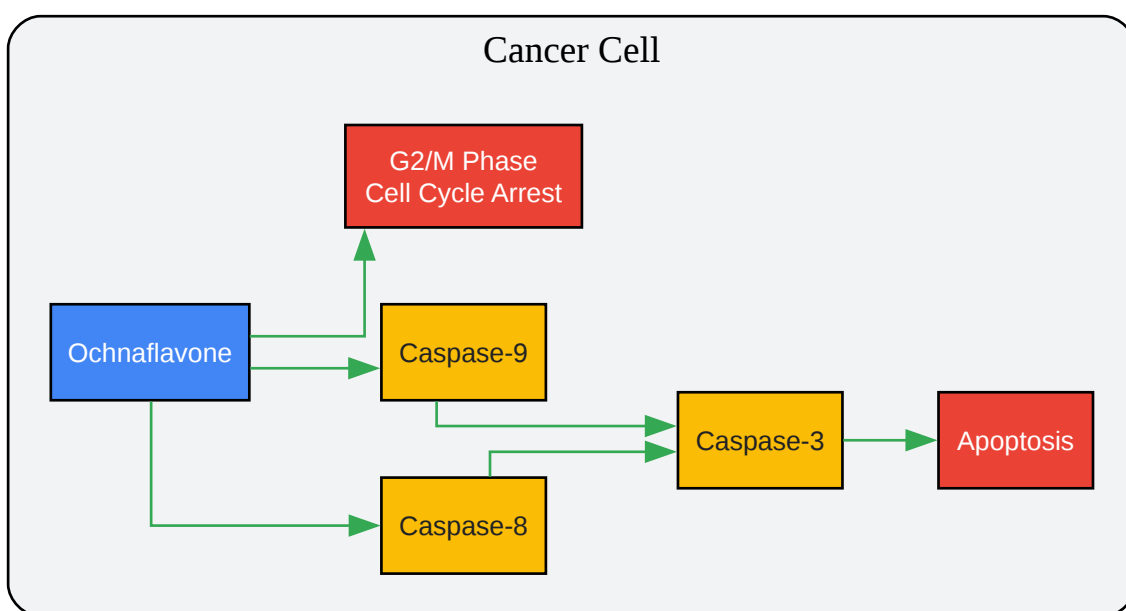 Cancer Cell
G2/M Phase
Cell Cycle Arrest
Ochnaflavone
Caspase-9
Caspase-3
Apoptosis
Caspase-8